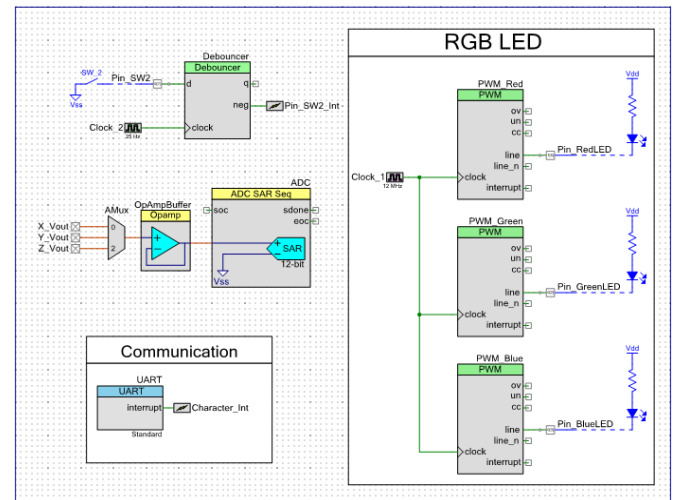 Debouncer
Debouncer
SW_2
Pin_SW2
d
q
neg
Pin_SW2_Int
Vss
Clock_2
25 Hz
clock
ADC
ADC SAR Seq
OpAmpBuffer
Opamp
AMux
soc
sdone
eoc
X_Vout
Y_Vout
Z_Vout
0
2
SAR
12-bit
Vss
Communication
UART
UART
interrupt
Character_Int
Standard
RGB LED
PWM_Red
PWM
ov
un
cc
line
line_n
clock
interrupt
Clock_1
12 MHz
Pin_RedLED
Vdd
PWM_Green
PWM
ov
un
cc
line
line_n
clock
interrupt
Pin_GreenLED
Vdd
PWM_Blue
PWM
ov
un
cc
line
line_n
clock
interrupt
Pin_BlueLED
Vdd